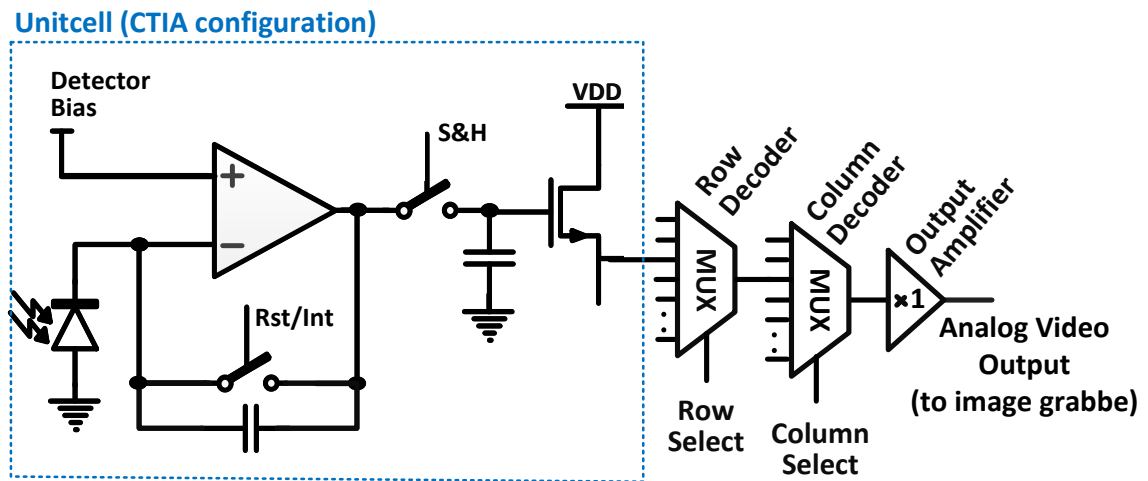 Unitcell (CTIA configuration)
Detector
Bias
VDD
S&H
+
−
Rst/Int
Row
Decoder
Column
Decoder
Output
Amplifier
MUX
MUX
×1
Row
Select
Column
Select
Analog Video
Output
(to image grabbe)